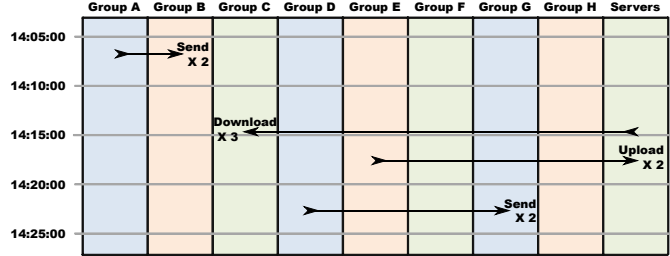 Group A Group B Group C Group D Group E Group F Group G Group H Servers
14:05:00
Send
X 2
14:10:00
Download
14:15:00 X 3
Upload
X 2
14:20:00
Send
X 2
14:25:00